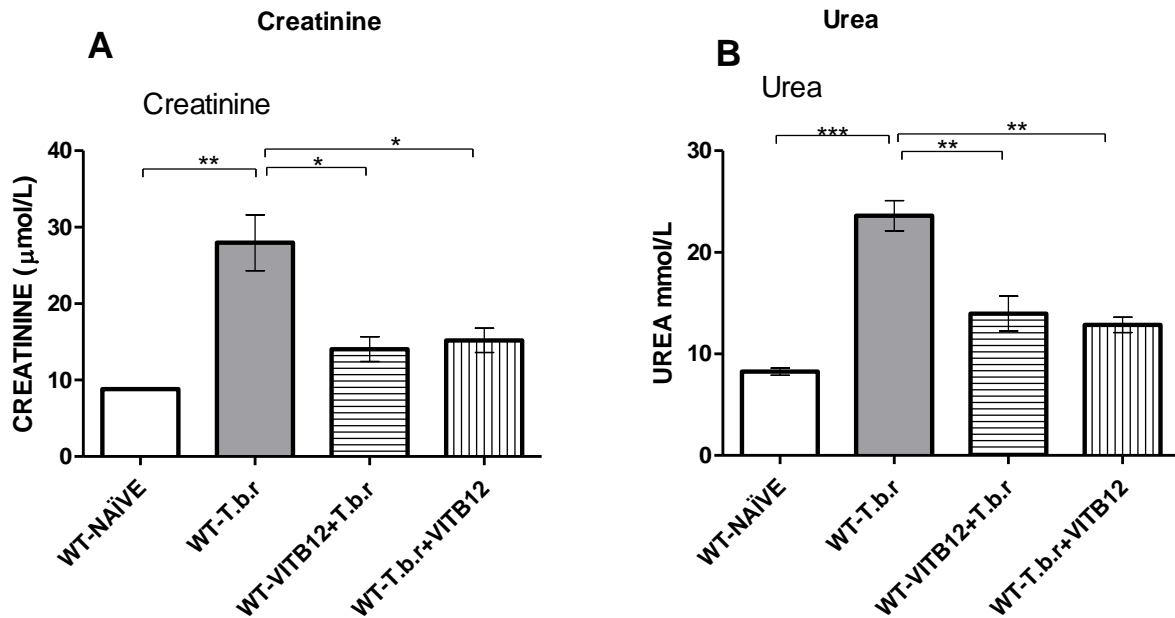 Creatinine
A
Creatinine
CREATININE (μmol/L)
40
30
20
10
0
**
*
*
WT-NAÏVE
WT-T.b.r
WT-VITB12+T.b.r
WT-T.b.r+VITB12
Urea
B
Urea
UREA mmol/L
30
20
10
0
***
**
**
WT-NAÏVE
WT-T.b.r
WT-VITB12+T.b.r
WT-T.b.r+VITB12